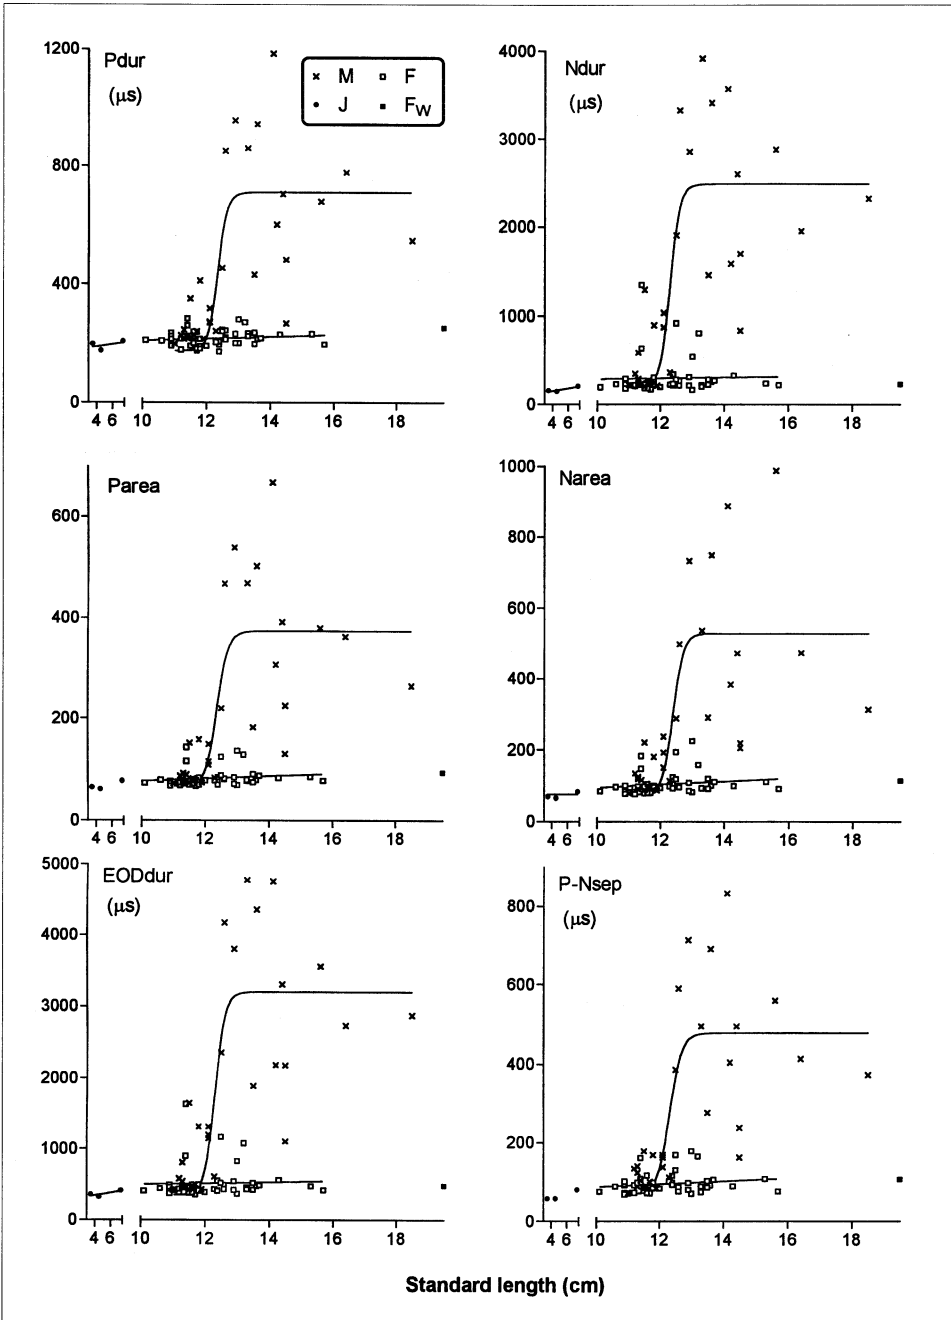 Pdur
(μs)
1200
800
400
0
4 6 10 12 14 16 18
× M □ F
• J ■ Fw
Ndur
(μs)
4000
3000
2000
1000
0
4 6 10 12 14 16 18
Parea
600
400
200
0
4 6 10 12 14 16 18
Narea
1000
800
600
400
200
0
4 6 10 12 14 16 18
EODdur
(μs)
5000
4000
3000
2000
1000
0
4 6 10 12 14 16 18
P-Nsep
(μs)
800
600
400
200
0
4 6 10 12 14 16 18
Standard length (cm)